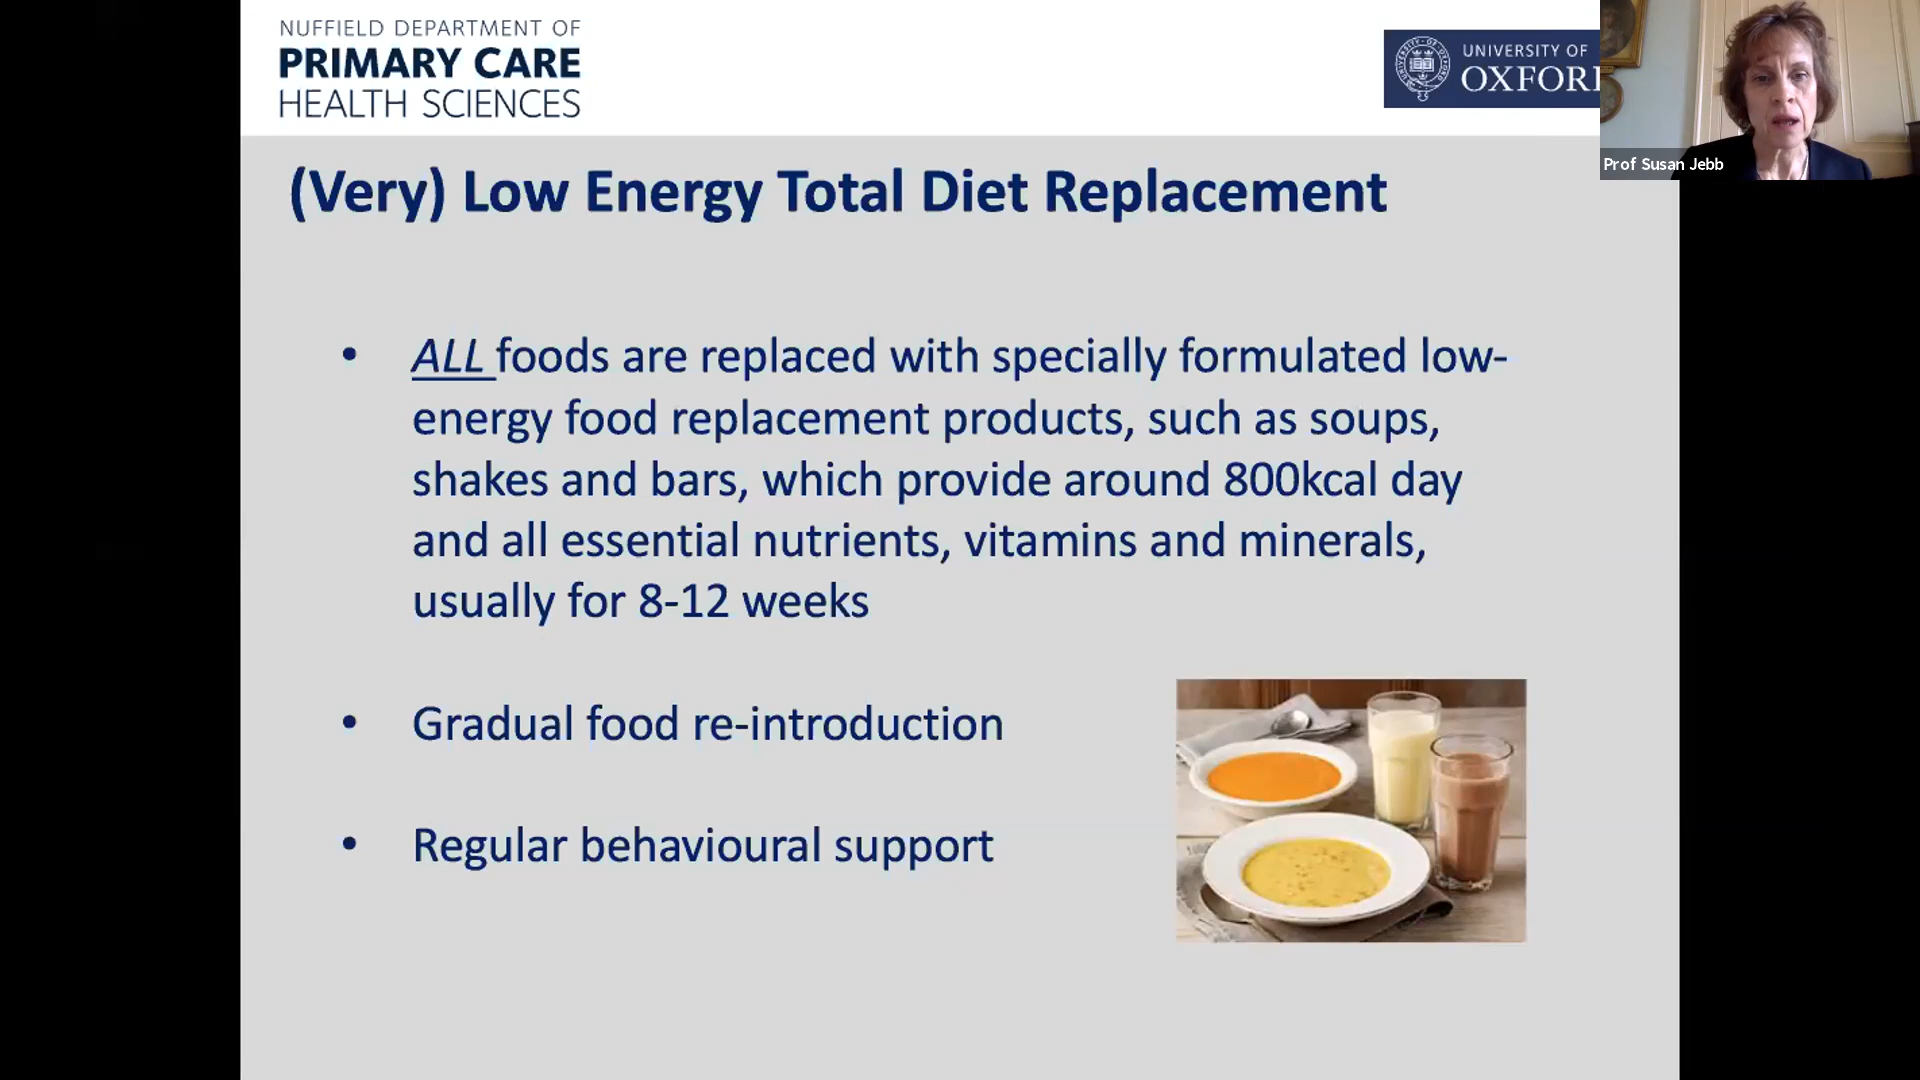 NUFFIELD DEPARTMENT OF
PRIMARY CARE
HEALTH SCIENCES
UNIVERSITY OF
OXFOR
Prof Susan Jebb
(Very) Low Energy Total Diet Replacement
• ALL foods are replaced with specially formulated low-
energy food replacement products, such as soups,
shakes and bars, which provide around 800kcal day
and all essential nutrients, vitamins and minerals,
usually for 8-12 weeks
• Gradual food re-introduction
• Regular behavioural support